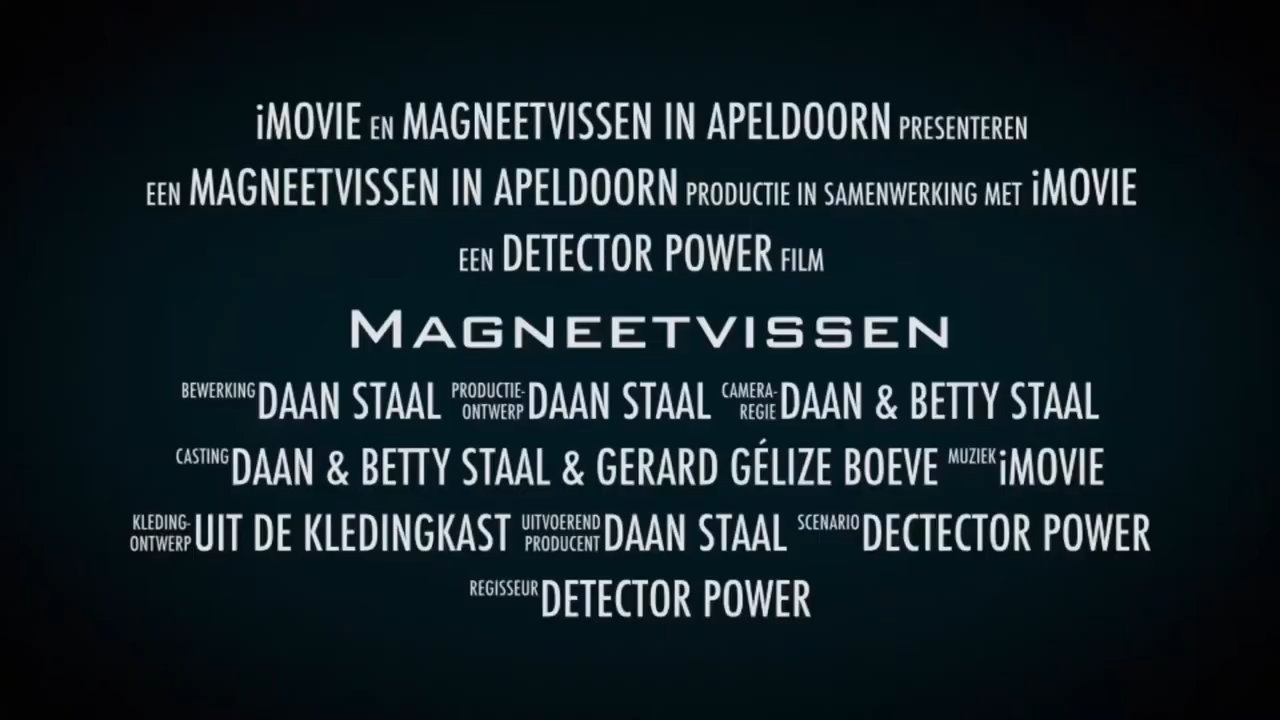 iMOVIE EN MAGNEETVISSEN IN APELDOORN PRESENTEREN
EEN MAGNEETVISSEN IN APELDOORN PRODUCTIE IN SAMENWERKING MET iMOVIE
EEN DETECTOR POWER FILM
MAGNEETVISSEN
BEWERKING DAAN STAAL PRODUCTIE-ONTWERP DAAN STAAL CAMERA-REGIE DAAN & BETTY STAAL
CASTING DAAN & BETTY STAAL & GERARD GÉLIZE BOEVE MUZIEK iMOVIE
KLEDING-ONTWERP UIT DE KLEDINGKAST UITVOEREND PRODUCENT DAAN STAAL SCENARIO DECTECTOR POWER
REGISSEUR DETECTOR POWER